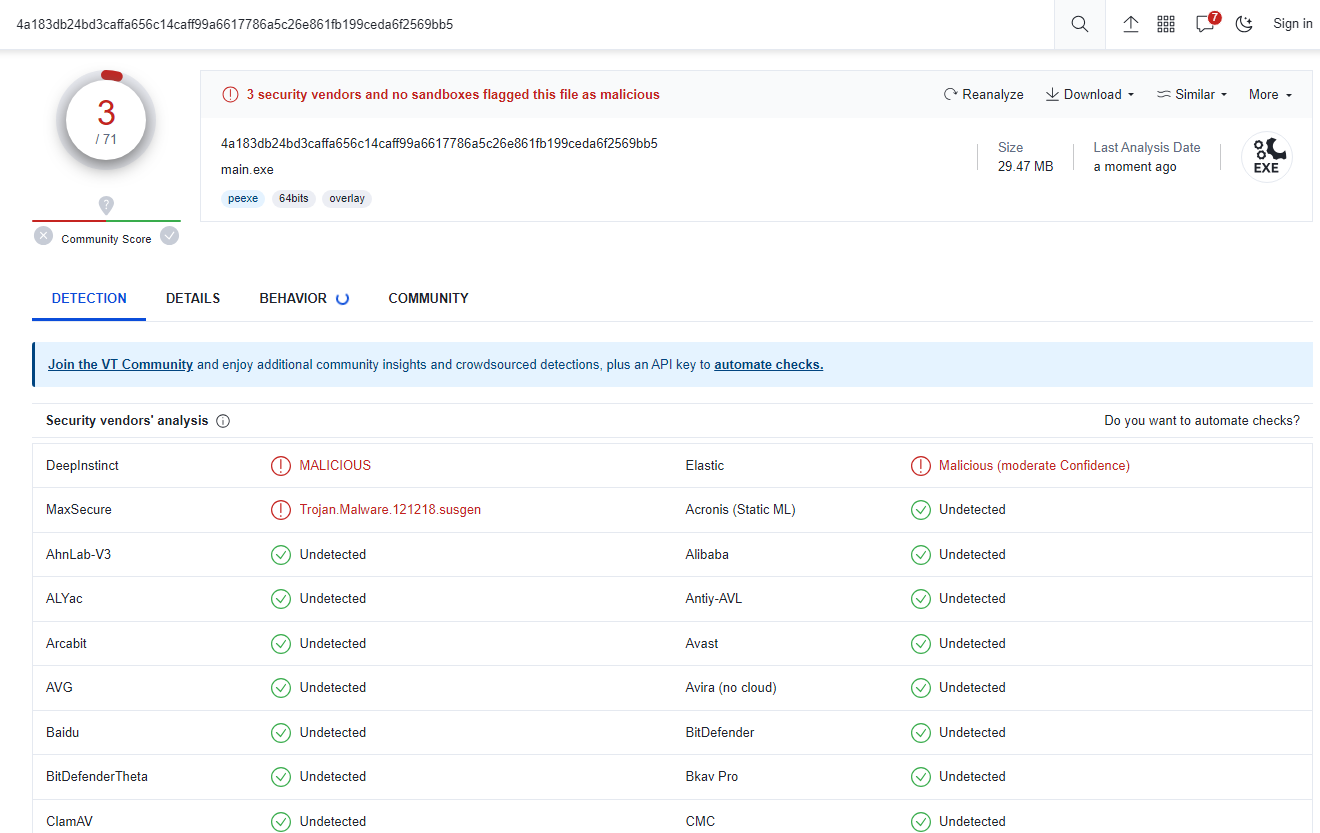 4a183db24bd3caffa656c14caff99a6617786a5c26e861fb199ceda6f2569bb5
7
Sign in
3
/ 71
3 security vendors and no sandboxes flagged this file as malicious
Reanalyze
Download
Similar
More
4a183db24bd3caffa656c14caff99a6617786a5c26e861fb199ceda6f2569bb5
main.exe
peexe
64bits
overlay
Size
29.47 MB
Last Analysis Date
a moment ago
EXE
?
Community Score
DETECTION
DETAILS
BEHAVIOR
COMMUNITY
Join the VT Community and enjoy additional community insights and crowdsourced detections, plus an API key to automate checks.
Security vendors' analysis
Do you want to automate checks?
DeepInstinct
MALICIOUS
Elastic
Malicious (moderate Confidence)
MaxSecure
Trojan.Malware.121218.susgen
Acronis (Static ML)
Undetected
AhnLab-V3
Undetected
Alibaba
Undetected
ALYac
Undetected
Antiy-AVL
Undetected
Arcabit
Undetected
Avast
Undetected
AVG
Undetected
Avira (no cloud)
Undetected
Baidu
Undetected
BitDefender
Undetected
BitDefenderTheta
Undetected
Bkav Pro
Undetected
ClamAV
Undetected
CMC
Undetected